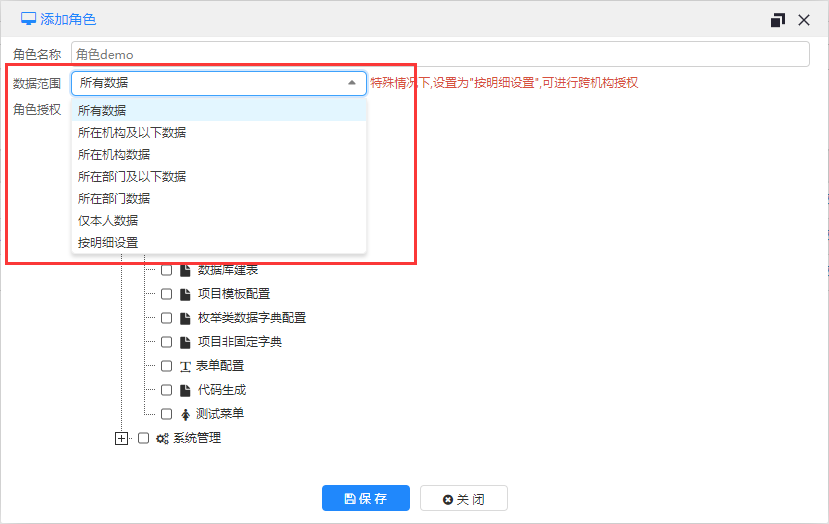 添加角色
角色名称 角色demo
数据范围 所有数据 特殊情况下,设置为"按明细设置",可进行跨机构授权
角色授权
所有数据
所在机构及以下数据
所在机构数据
所在部门及以下数据
所在部门数据
仅本人数据
按明细设置
数据库建表
项目模板配置
枚举类数据字典配置
项目非固定字典
表单配置
代码生成
测试菜单
系统管理
保存 关闭